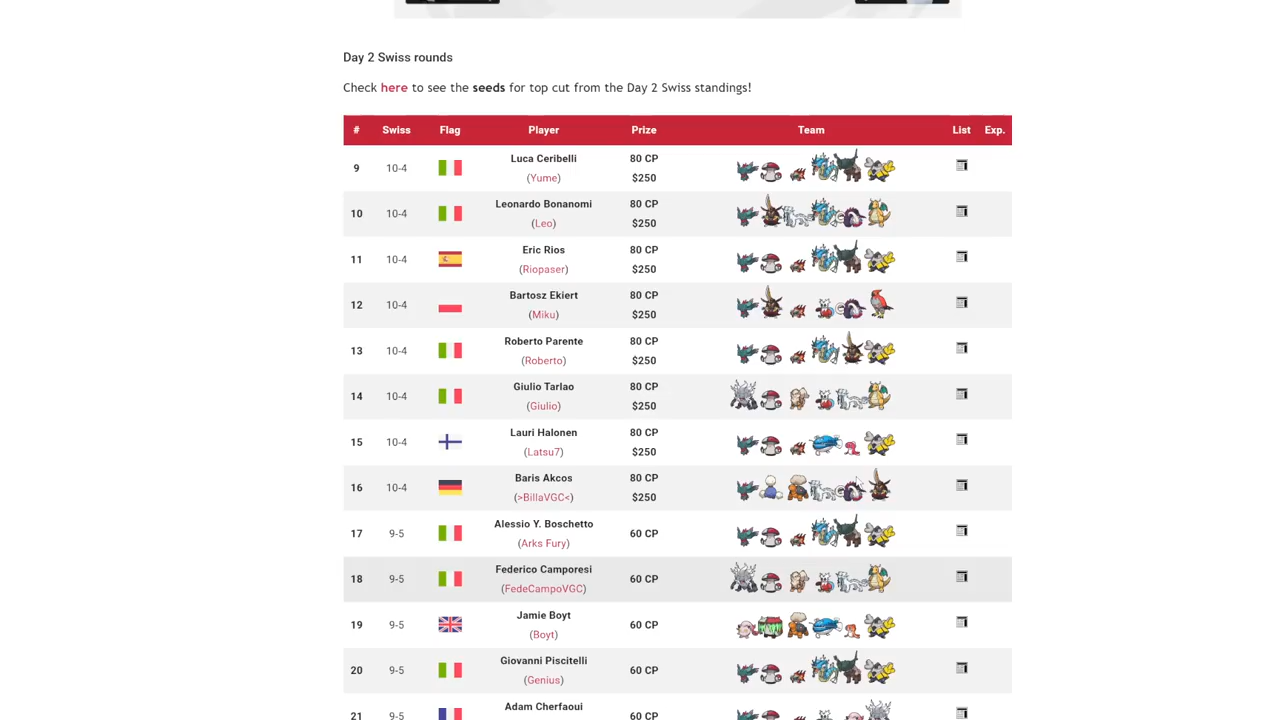 Day 2 Swiss rounds
Check here to see the seeds for top cut from the Day 2 Swiss standings!
# Swiss Flag Player Prize Team List Exp.
9 10-4 Luca Ceribelli 80 CP
(Yume) $250
10 10-4 Leonardo Bonanomi 80 CP
(Leo) $250
11 10-4 Eric Rios 80 CP
(Riopaser) $250
12 10-4 Bartosz Ekiert 80 CP
(Miku) $250
13 10-4 Roberto Parente 80 CP
(Roberto) $250
14 10-4 Giulio Tarlao 80 CP
(Giulio) $250
15 10-4 Lauri Halonen 80 CP
(Latsu7) $250
16 10-4 Baris Akcos 80 CP
(>BillaVGC<) $250
17 9-5 Alessio Y. Boschetto 60 CP
(Arks Fury)
18 9-5 Federico Camporesi 60 CP
(FedeCampoVGC)
19 9-5 Jamie Boyt 60 CP
(Boyt)
20 9-5 Giovanni Piscitelli 60 CP
(Genius)
21 9-5 Adam Cherfaoui 60 CP